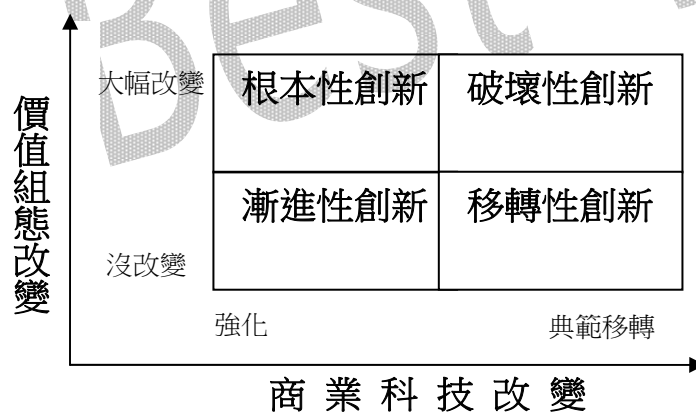 Best
價值組態改變
大幅改變
根本性創新
破壞性創新
漸進性創新
移轉性創新
沒改變
強化
典範移轉
商業科技改變